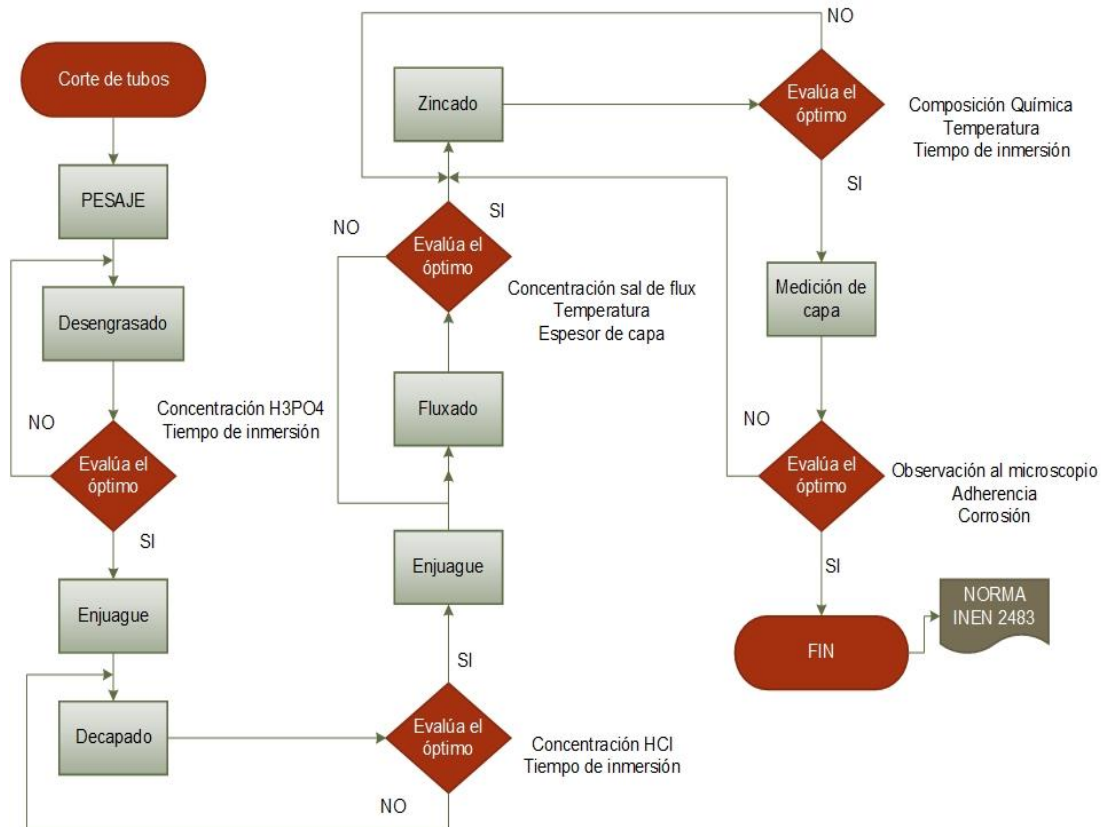 Corte de tubos
PESAJE
Desengrasado
NO
Concentración H3PO4
Tiempo de inmersión
Evalúa el
óptimo
SI
Enjuague
Decapado
Evalúa el
óptimo
Concentración HCl
Tiempo de inmersión
NO
SI
Enjuague
Fluxado
NO
Evalúa el
óptimo
SI
Concentración sal de flux
Temperatura
Espesor de capa
Zincado
NO
Evalúa el
óptimo
Composición Química
Temperatura
Tiempo de inmersión
SI
Medición de
capa
NO
Evalúa el
óptimo
Observación al microscopio
Adherencia
Corrosión
SI
FIN
NORMA
INEN 2483